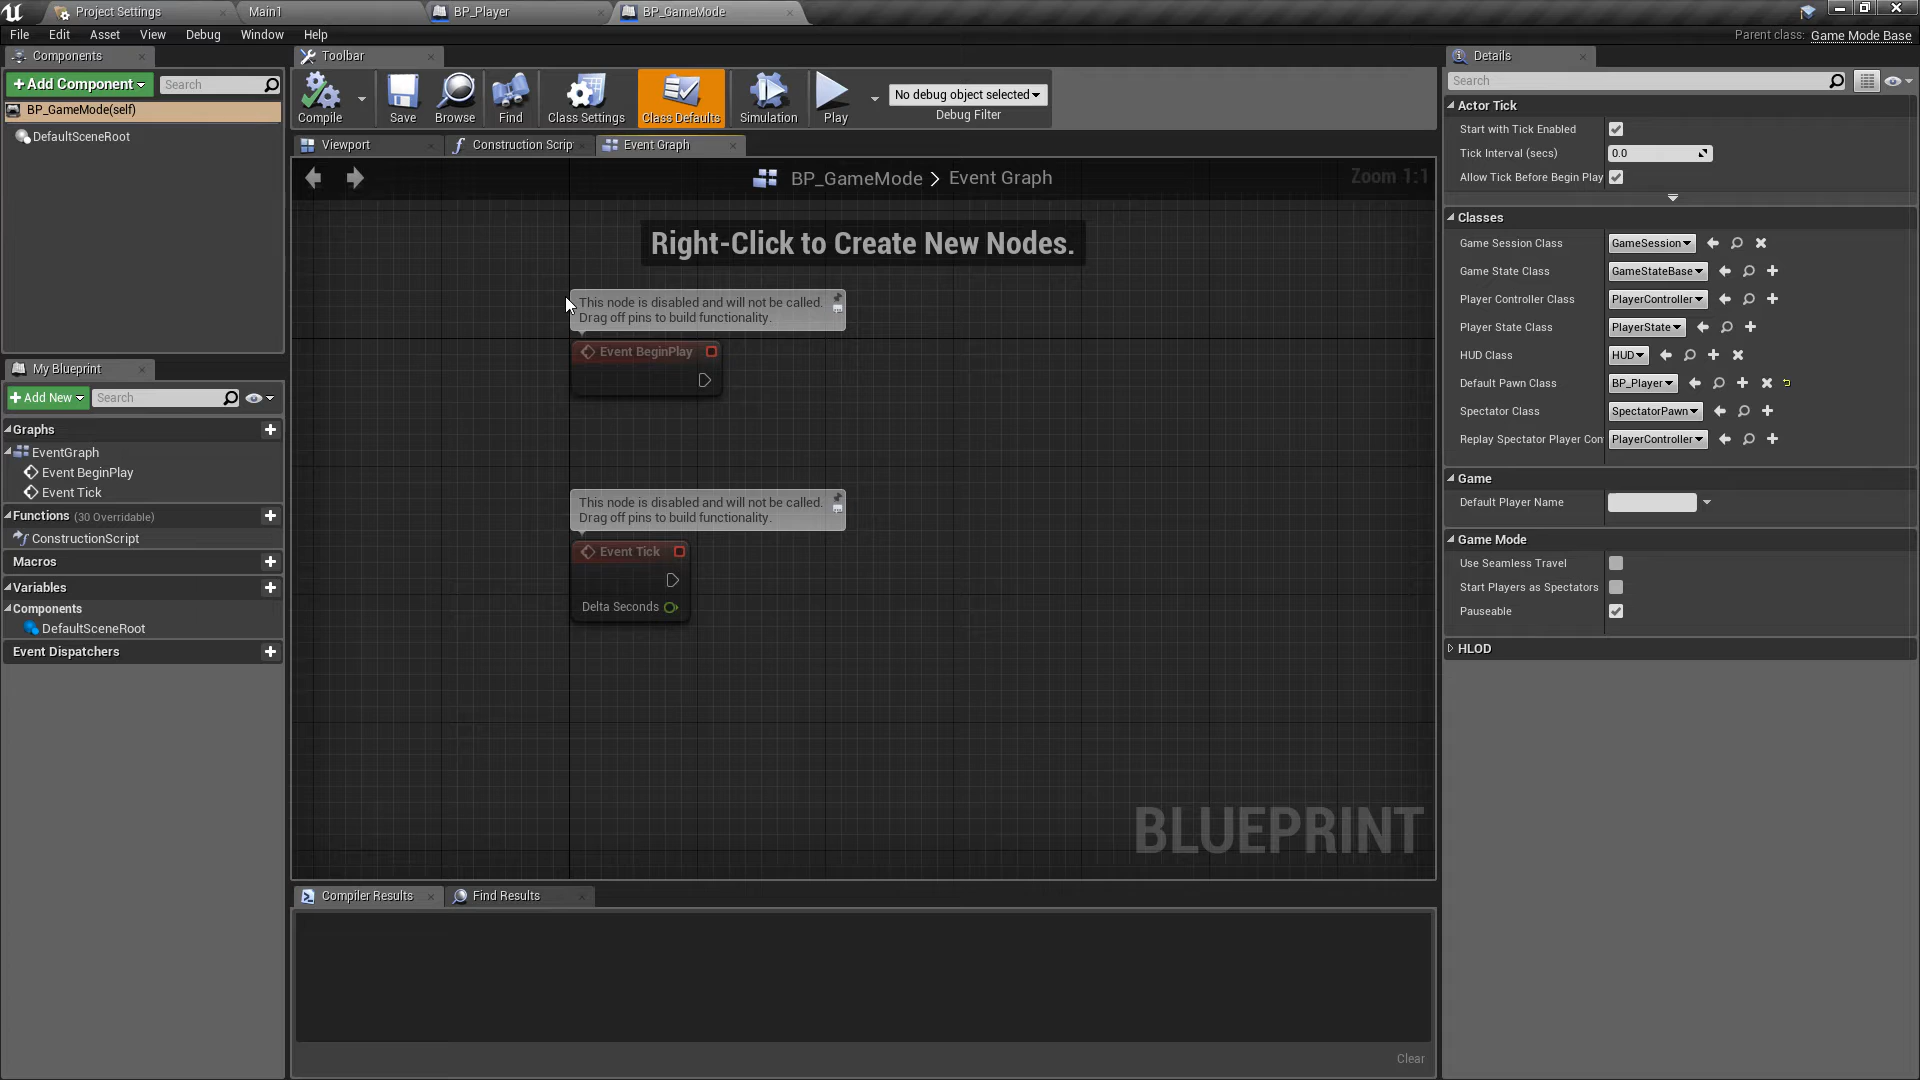 Project Settings
Main1
BP_Player
BP_GameMode
File Edit Asset View Debug Window Help
Parent class: Game Mode Base
Components
+Add Component
Search
BP_GameMode(self)
DefaultSceneRoot
Toolbar
Compile
Save
Browse
Find
Class Settings
Class Defaults
Simulation
Play
No debug object selected
Debug Filter
Viewport
Construction Scrip
Event Graph
BP_GameMode > Event Graph
Zoom 1:1
Right-Click to Create New Nodes.
This node is disabled and will not be called.
Drag off pins to build functionality.
Event BeginPlay
This node is disabled and will not be called.
Drag off pins to build functionality.
Event Tick
Delta Seconds
BLUEPRINT
My Blueprint
+Add New
Search
Graphs
EventGraph
Event BeginPlay
Event Tick
Functions (30 Overridable)
ConstructionScript
Macros
Variables
Components
DefaultSceneRoot
Event Dispatchers
Compiler Results
Find Results
Clear
Details
Search
Actor Tick
Start with Tick Enabled
Tick Interval (secs) 0.0
Allow Tick Before Begin Play
Classes
Game Session Class GameSession
Game State Class GameStateBase
Player Controller Class PlayerController
Player State Class PlayerState
HUD Class HUD
Default Pawn Class BP_Player
Spectator Class SpectatorPawn
Replay Spectator Player Con PlayerController
Game
Default Player Name
Game Mode
Use Seamless Travel
Start Players as Spectators
Pauseable
HLOD